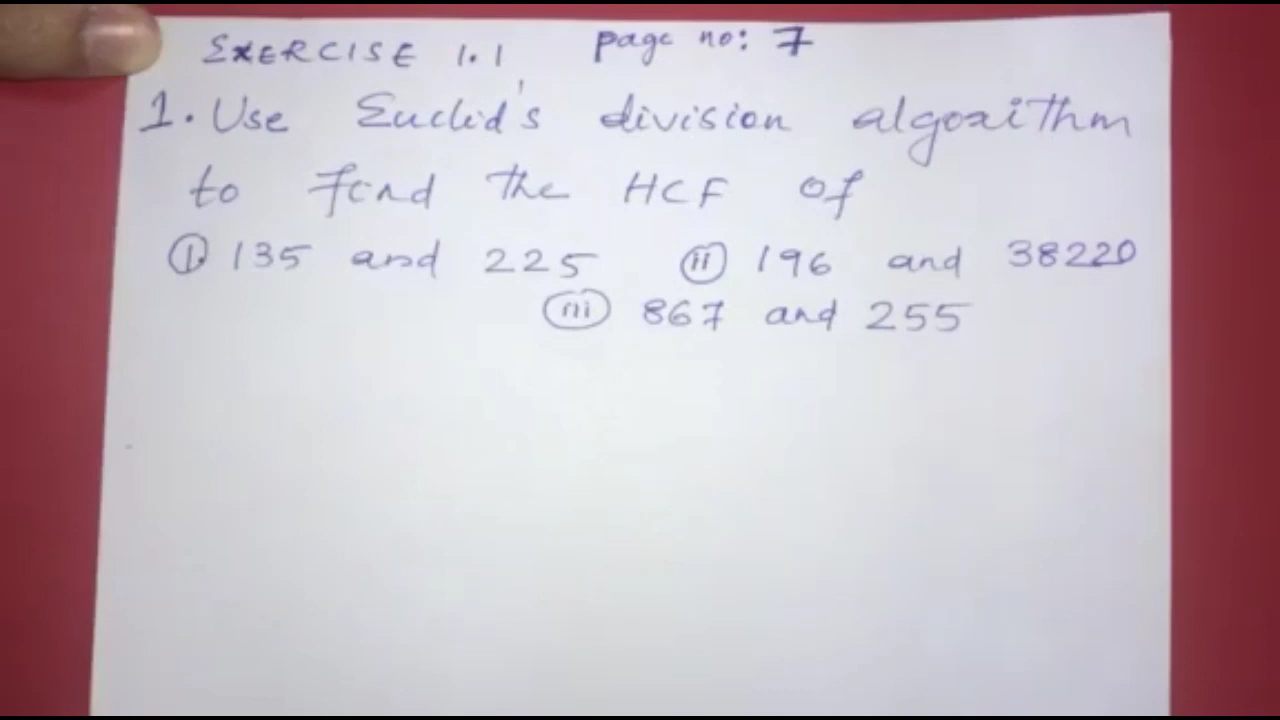 EXERCISE 1.1 page no: 7
1. Use Euclid's division algorithm
to find the HCF of
(i) 135 and 225 (ii) 196 and 38220
(iii) 867 and 255